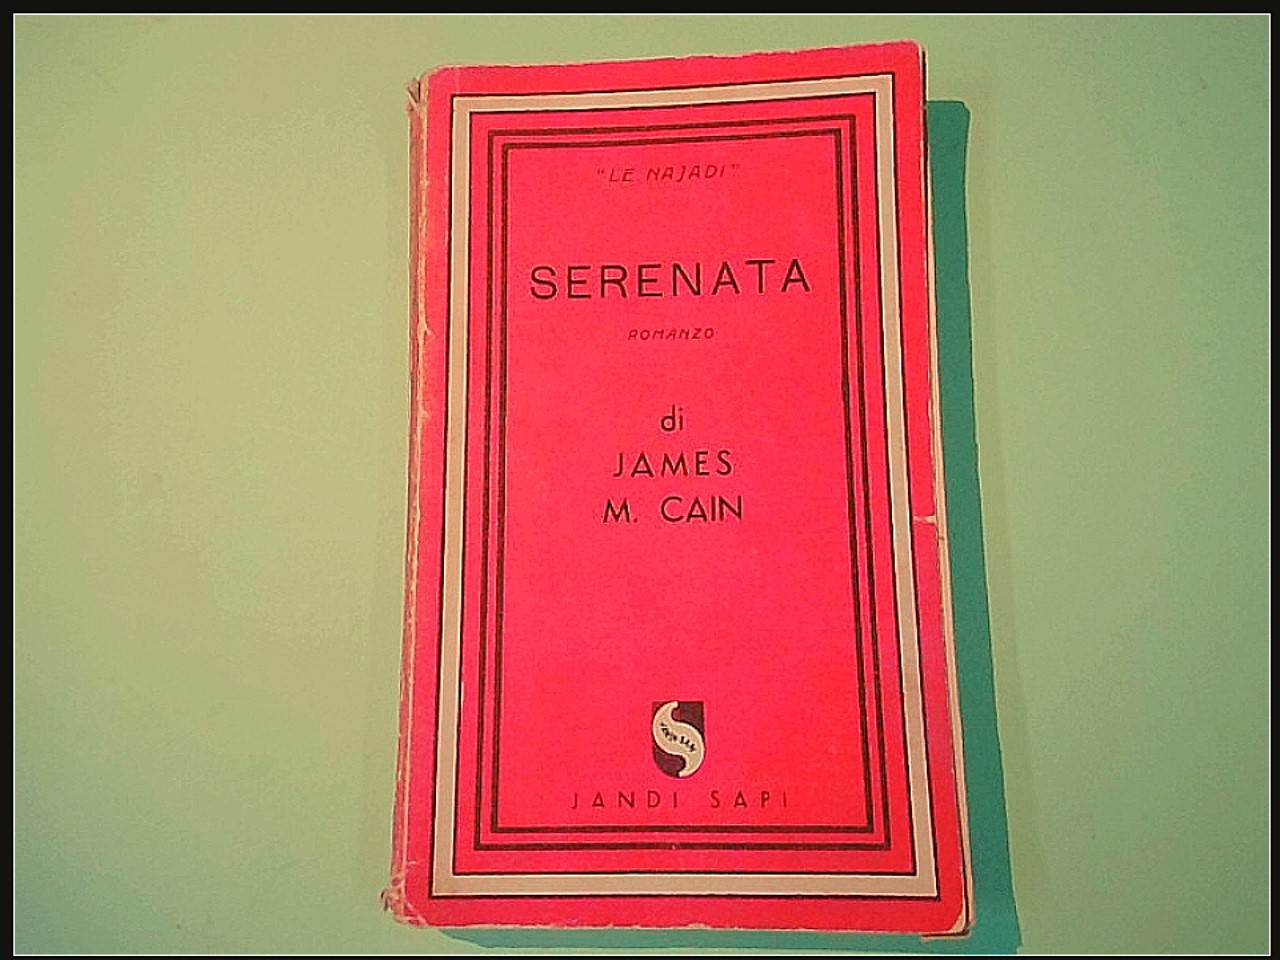 "LE NAJADI"
SERENATA
ROMANZO
di
JAMES
M. CAIN
JANDI SAPI